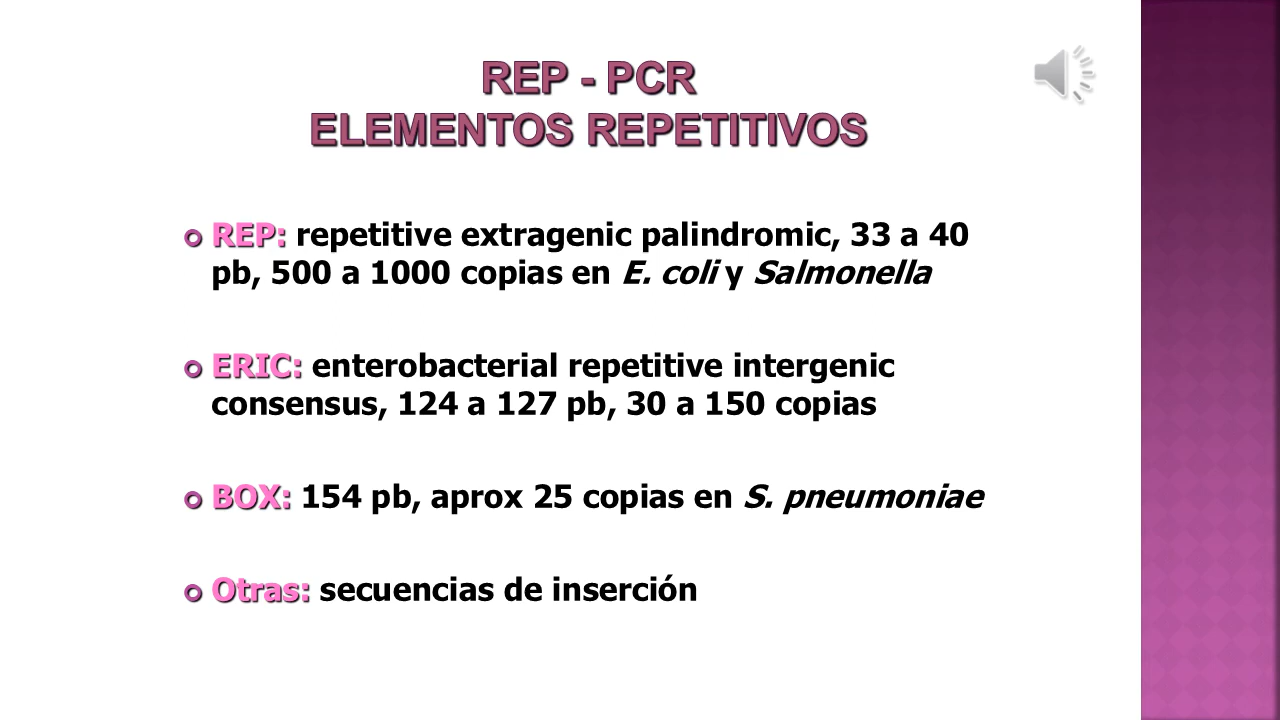 REP - PCR
ELEMENTOS REPETITIVOS
REP: repetitive extragenic palindromic, 33 a 40
pb, 500 a 1000 copias en E. coli y Salmonella
ERIC: enterobacterial repetitive intergenic
consensus, 124 a 127 pb, 30 a 150 copias
BOX: 154 pb, aprox 25 copias en S. pneumoniae
Otras: secuencias de inserción